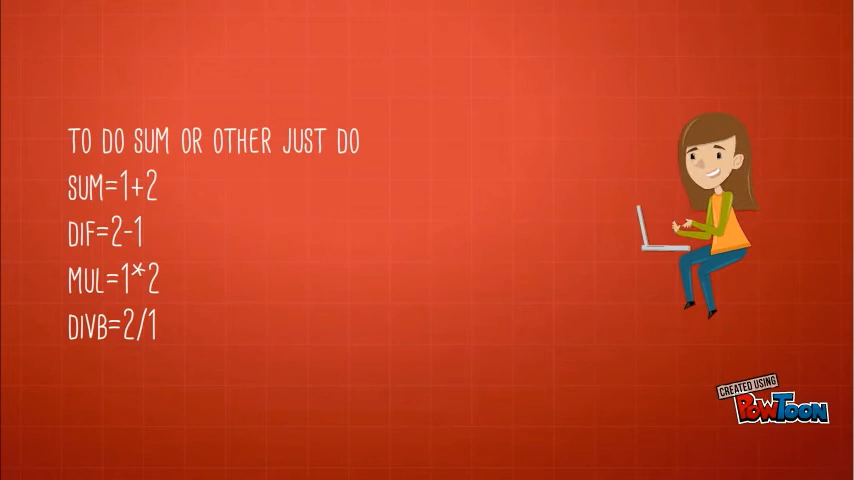 TO DO SUM OR OTHER JUST DO
SUM=1+2
DIF=2-1
MUL=1*2
DIVB=2/1
CREATED USING
POWTOON